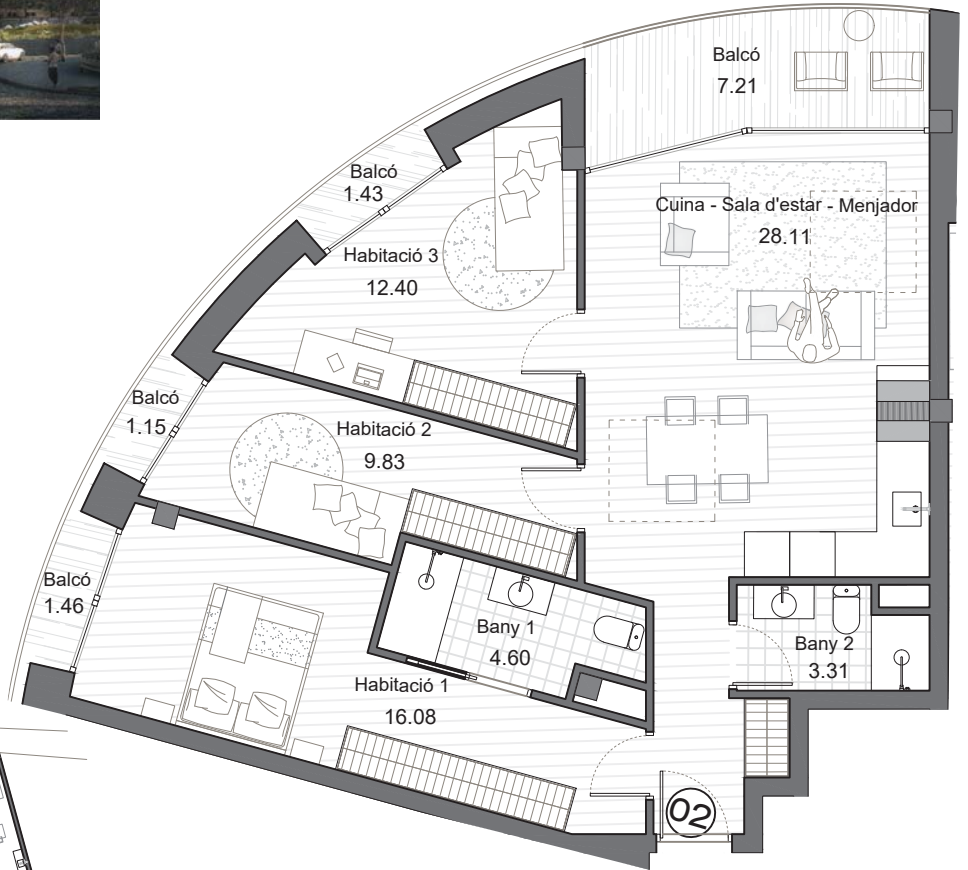 Balcó
7.21
Balcó
1.43
Cuina - Sala d'estar - Menjador
28.11
Habitació 3
12.40
Balcó
1.15
Habitació 2
9.83
Balcó
1.46
Bany 1
4.60
Bany 2
3.31
Habitació 1
16.08
02